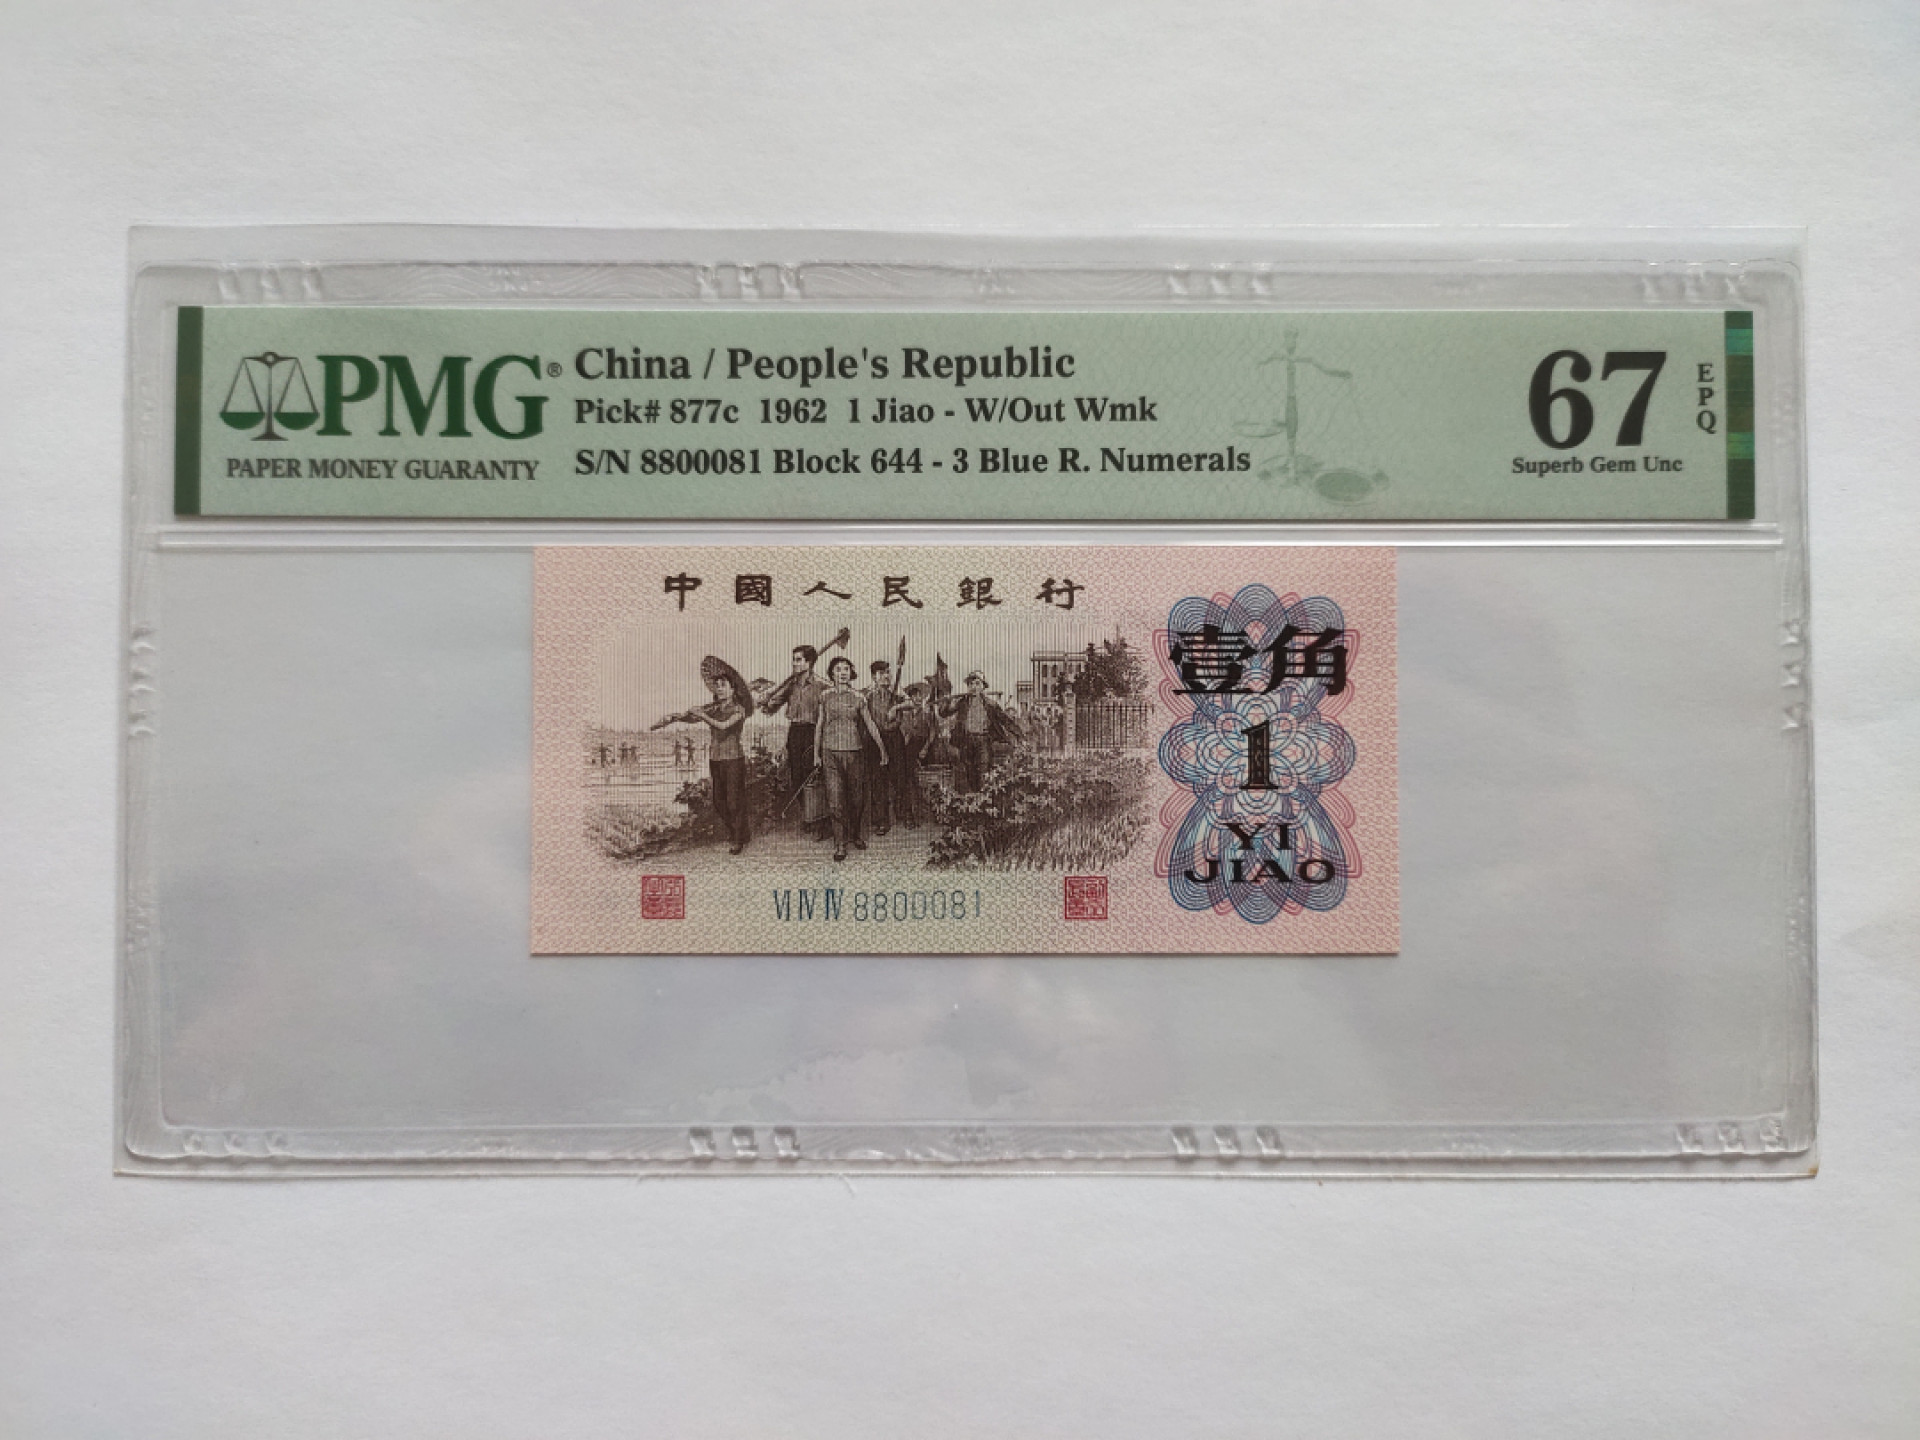 PMG®
PAPER MONEY GUARANTY
China / People's Republic
Pick# 877c 1962 1 Jiao - W/Out Wmk
S/N 8800081 Block 644 - 3 Blue R. Numerals
67
EPQ
Superb Gem Unc
中國人民銀行
壹角
1
YI
JIAO
VI IV IV 8800081